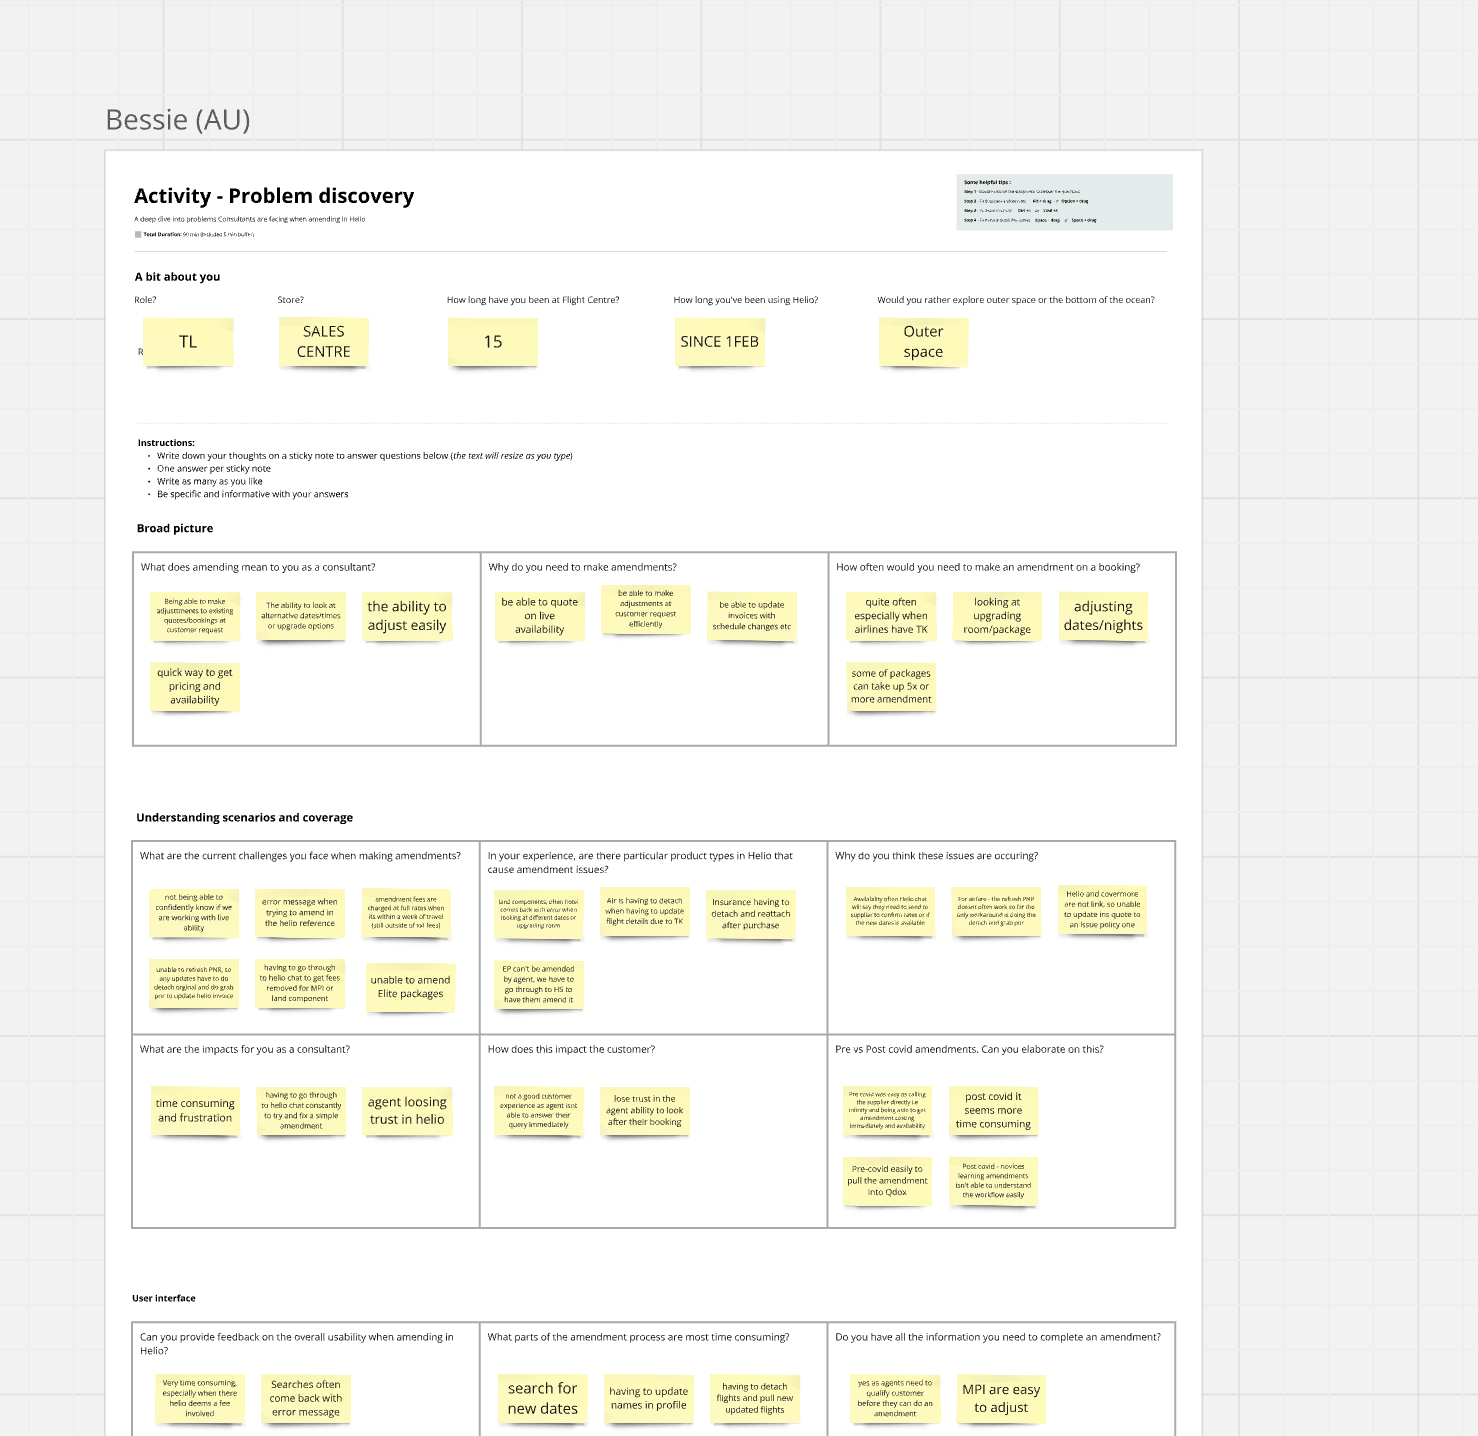 Bessie (AU)
Activity - Problem discovery
A deep dive into problems Consultants are facing when amending in Helio
Total Duration: 90 min (included 5 min buffer)
Some helpful tips :
Step 1 -
Step 2 - Alt + drag or Option + drag
Step 3 - Ctrl + or Cmd +
Step 4 - Space + drag or Space + drag
A bit about you
Role?
Store?
How long have you been at Flight Centre?
How long you've been using Helio?
Would you rather explore outer space or the bottom of the ocean?
R
TL
SALES
CENTRE
15
SINCE 1FEB
Outer
space
Instructions:
• Write down your thoughts on a sticky note to answer questions below (the text will resize as you type)
• One answer per sticky note
• Write as many as you like
• Be specific and informative with your answers
Broad picture
What does amending mean to you as a consultant?
Being able to make
adjusttments to existing
quotes/bookings at
customer request
The ability to look at
alternative dates/times
or upgrade options
the ability to
adjust easily
quick way to get
pricing and
availability
Why do you need to make amendments?
be able to quote
on live
availability
be able to make
adjustments at
customer request
efficiently
be able to update
invoices with
schedule changes etc
How often would you need to make an amendment on a booking?
quite often
especially when
airlines have TK
looking at
upgrading
room/package
adjusting
dates/nights
some of packages
can take up 5x or
more amendment
Understanding scenarios and coverage
What are the current challenges you face when making amendments?
not being able to
confidently know if we
are working with live
ability
error message when
trying to amend in
the helio reference
amendment fees are
charged at full rates when
its within a week of travel
(still outside of xxl fees)
unable to refresh PNR, so
any updates have to do
detach orginal and do grab
pnr to update helio invoice
having to go through
to helio chat to get fees
removed for MPI or
land component
unable to amend
Elite packages
In your experience, are there particular product types in Helio that
cause amendment issues?
land components, often hotel
comes back with error when
looking at different dates or
upgrading room
Air is having to detach
when having to update
flight details due to TK
Insurance having to
detach and reattach
after purchase
EP can't be amended
by agent, we have to
go through to HS to
have them amend it
Why do you think these issues are occuring?
Availability often Helio chat
will say they need to send to
supplier to confirm rates or if
the new dates is available
For airfare - the refresh PNR
doesnt often work so far the
only workaround is doing the
detach and grab pnr
Helio and covermore
are not link, so unable
to update ins quote to
an issue policy one
What are the impacts for you as a consultant?
time consuming
and frustration
having to go through
to helio chat constantly
to try and fix a simple
amendment
agent loosing
trust in helio
How does this impact the customer?
not a good customer
experience as agent isnt
able to answer their
query immediately
lose trust in the
agent ability to look
after their booking
Pre vs Post covid amendments. Can you elaborate on this?
Pre covid was easy as calling
the supplier directly i.e
infinity and being able to get
amendment costing
immediately and availability
post covid it
seems more
time consuming
Pre-covid easily to
pull the amendment
into Qdox
Post covid - novices
learning amendments
isn't able to understand
the workflow easily
User interface
Can you provide feedback on the overall usability when amending in
Helio?
Very time consuming,
especially when there
helio deems a fee
involved
Searches often
come back with
error message
What parts of the amendment process are most time consuming?
search for
new dates
having to update
names in profile
having to detach
flights and pull new
updated flights
Do you have all the information you need to complete an amendment?
yes as agents need to
qualify customer
before they can do an
amendment
MPI are easy
to adjust